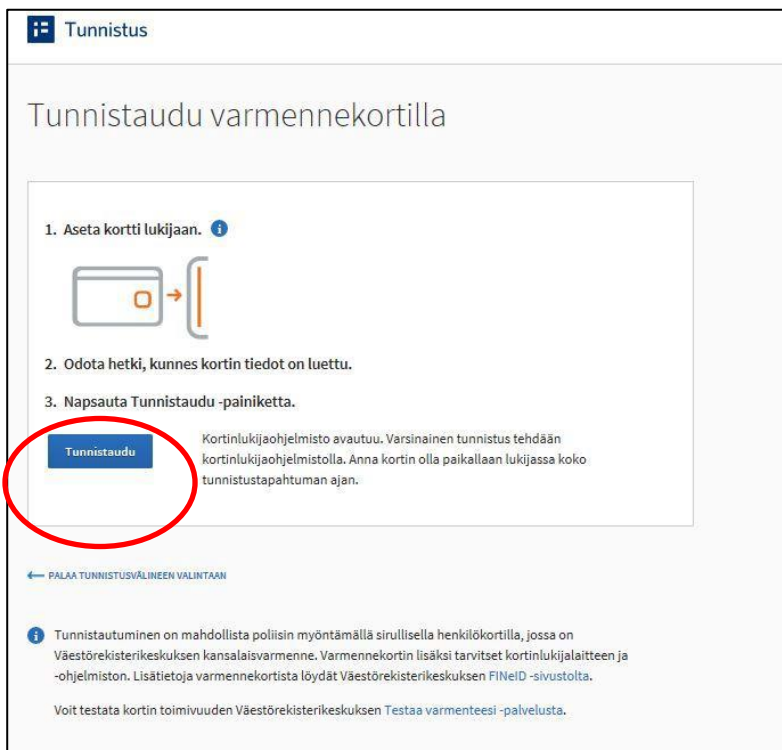 Tunnistus
Tunnistaudu varmennekortilla
1. Aseta kortti lukijaan.
2. Odota hetki, kunnes kortin tiedot on luettu.
3. Napsauta Tunnistaudu -painiketta.
Tunnistaudu
Kortinlukijaohjelmisto avautuu. Varsinainen tunnistus tehdään
kortinlukijaohjelmistolla. Anna kortin olla paikallaan lukijassa koko
tunnistustapahtuman ajan.
PALAA TUNNISTUSVÄLINEEN VALINTAAN
Tunnistautuminen on mahdollista poliisin myöntämällä sirullisella henkilökortilla, jossa on
Väestörekisterikeskuksen kansalaisvarmenne. Varmennekortin lisäksi tarvitset kortinlukijalaitteen ja
-ohjelmiston. Lisätietoja varmennekortista löydät Väestörekisterikeskuksen FINeID -sivustolta.
Voit testata kortin toimivuuden Väestörekisterikeskuksen Testaa varmenteesi -palvelusta.